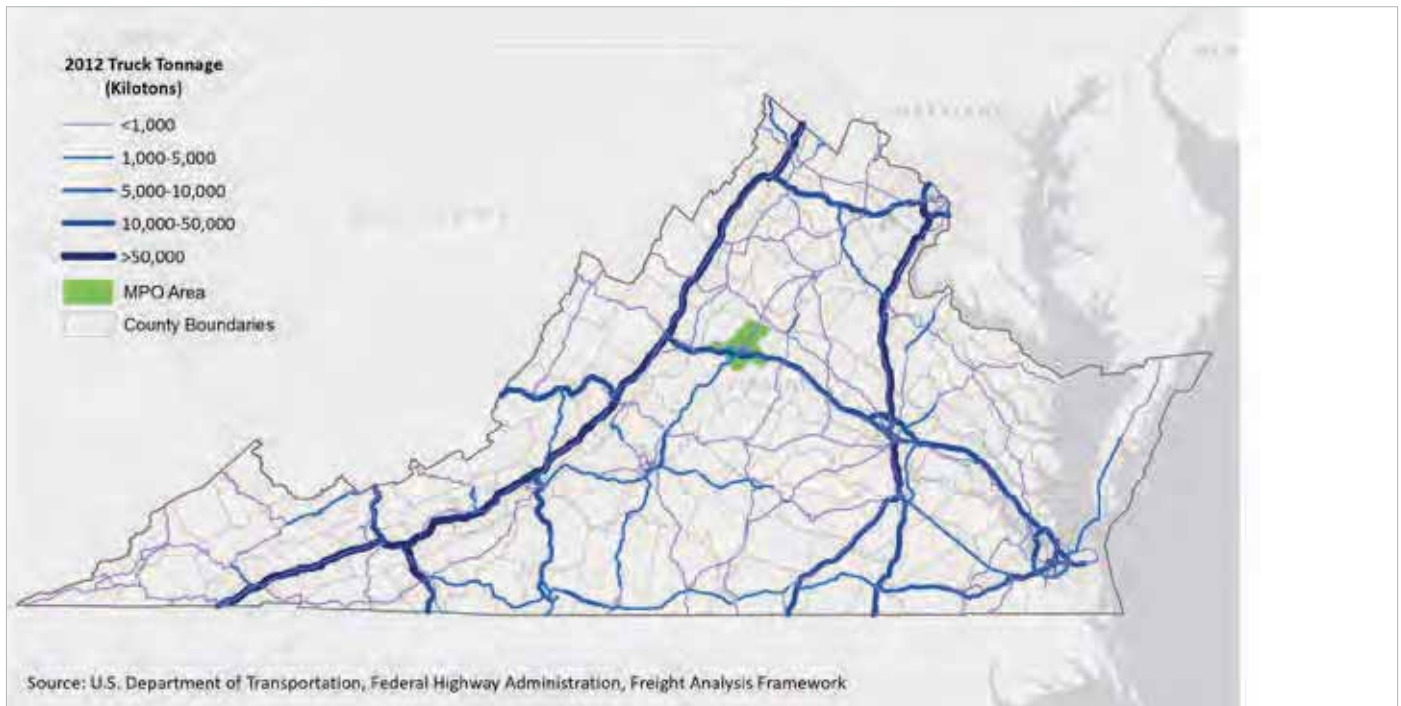 2012 Truck Tonnage
(Kilotons)
<1,000
1,000-5,000
5,000-10,000
10,000-50,000
>50,000
MPO Area
County Boundaries
MARYLAND
Source: U.S. Department of Transportation, Federal Highway Administration, Freight Analysis Framework